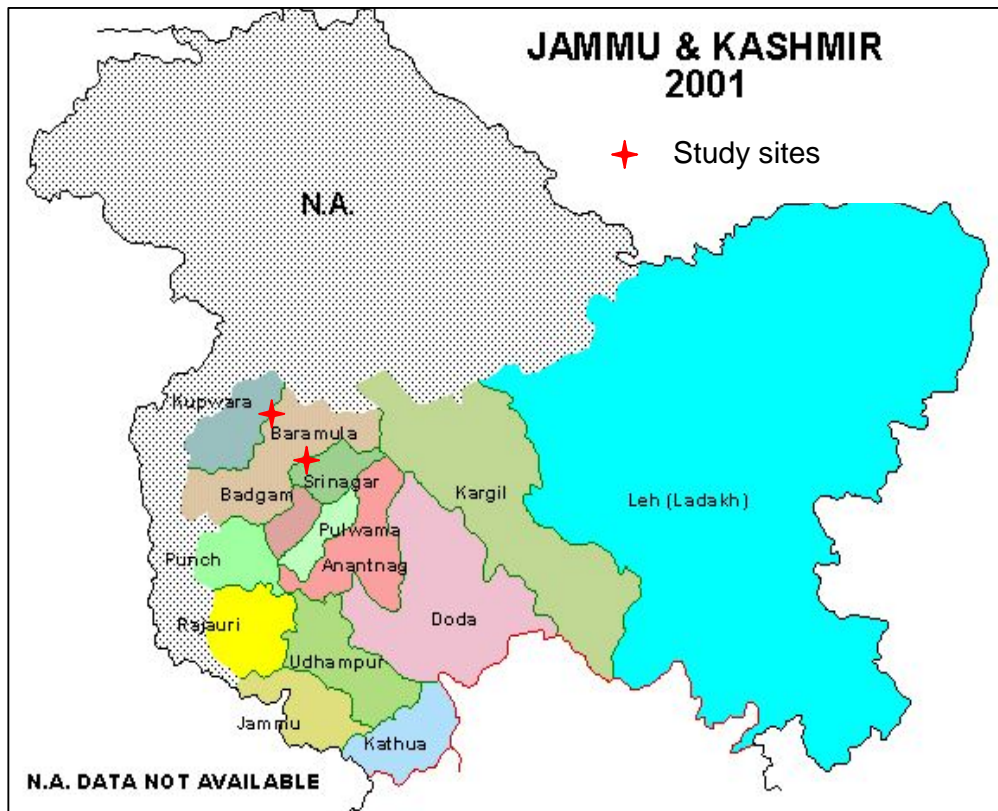 JAMMU & KASHMIR
2001
Study sites
N.A.
Kupwara
Baramula
Srinagar
Badgam
Kargil
Leh (Ladakh)
Pulwama
Punch
Anantnag
Doda
Rajauri
Udhampur
Jammu
Kathua
N.A. DATA NOT AVAILABLE